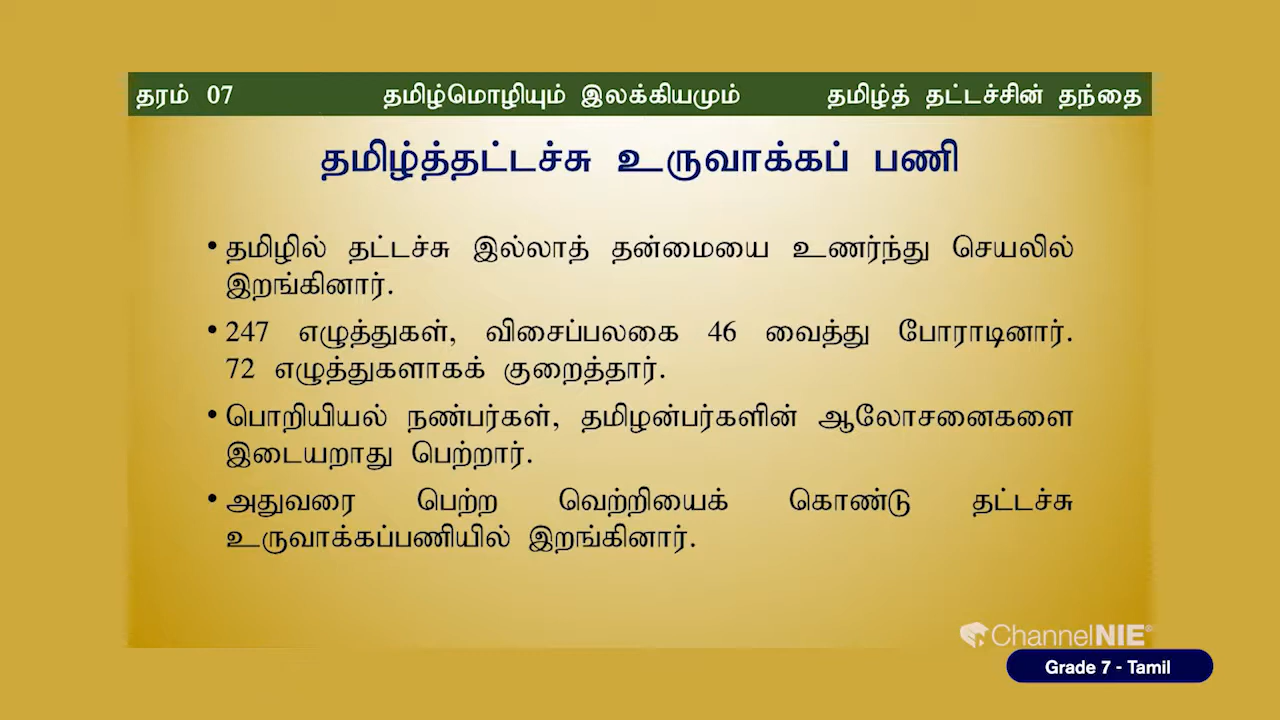 தரம் 07 தமிழ்மொழியும் இலக்கியமும் தமிழ்த் தட்டச்சின் தந்தை
தமிழ்த்தட்டச்சு உருவாக்கப் பணி
• தமிழில் தட்டச்சு இல்லாத் தன்மையை உணர்ந்து செயலில்
இறங்கினார்.
• 247 எழுத்துகள், விசைப்பலகை 46 வைத்து போராடினார்.
72 எழுத்துகளாகக் குறைத்தார்.
• பொறியியல் நண்பர்கள், தமிழன்பர்களின் ஆலோசனைகளை
இடையறாது பெற்றார்.
• அதுவரை பெற்ற வெற்றியைக் கொண்டு தட்டச்சு
உருவாக்கப்பணியில் இறங்கினார்.
ChannelNIE®
Grade 7 - Tamil